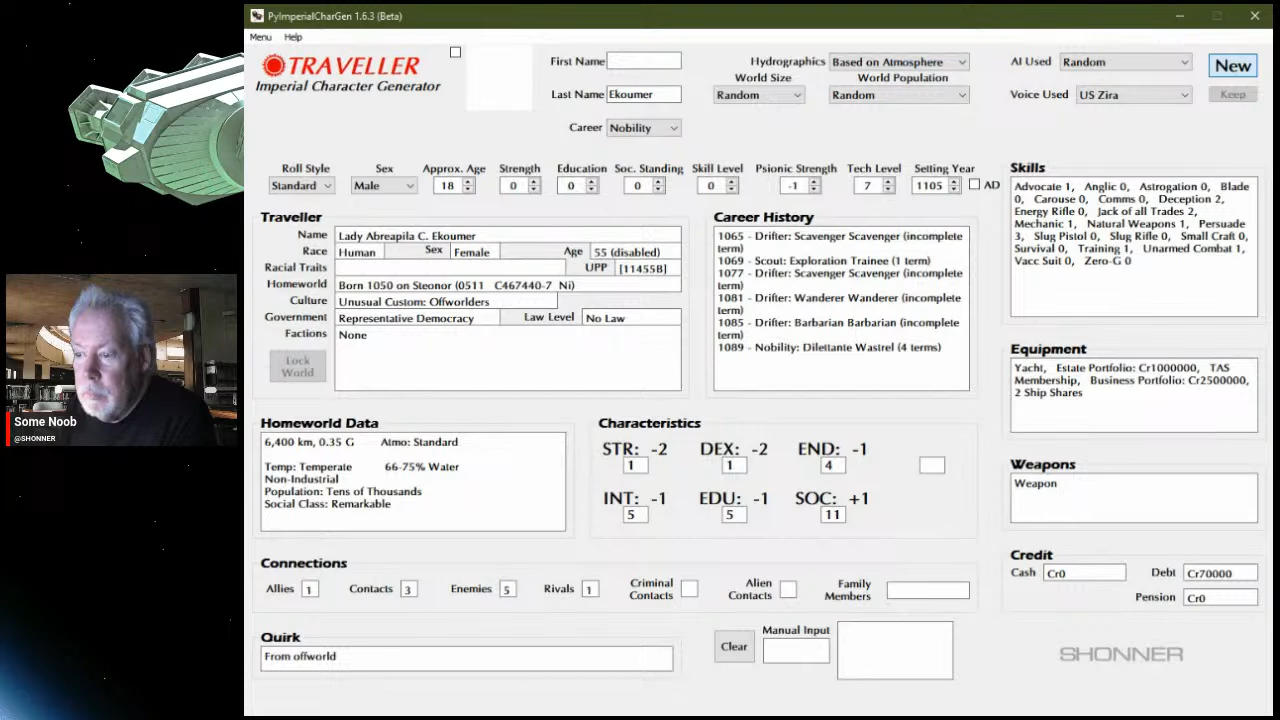 PyImperialCharGen 1.6.3 (Beta)
Menu Help
TRAVELLER
Imperial Character Generator
First Name
Last Name Ekoumer
Career Nobility
Hydrographics Based on Atmosphere
World Size World Population
Random Random
AI Used Random
Voice Used US Zira
New
Keep
Roll Style Sex Approx. Age Strength Education Soc. Standing Skill Level Psionic Strength Tech Level Setting Year
Standard Male 18 0 0 0 0 -1 7 1105 AD
Traveller
Name Lady Abreapila C. Ekoumer
Race Human Sex Female Age 55 (disabled)
Racial Traits UPP [11455B]
Homeworld Born 1050 on Steonor (0511 C467440-7 Ni)
Culture Unusual Custom: Offworlders
Government Representative Democracy Law Level No Law
Factions None
Lock
World
Career History
1065 - Drifter: Scavenger Scavenger (incomplete
term)
1069 - Scout: Exploration Trainee (1 term)
1077 - Drifter: Scavenger Scavenger (incomplete
term)
1081 - Drifter: Wanderer Wanderer (incomplete
term)
1085 - Drifter: Barbarian Barbarian (incomplete
term)
1089 - Nobility: Dilettante Wastrel (4 terms)
Skills
Advocate 1, Anglic 0, Astrogation 0, Blade
0, Carouse 0, Comms 0, Deception 2,
Energy Rifle 0, Jack of all Trades 2,
Mechanic 1, Natural Weapons 1, Persuade
3, Slug Pistol 0, Slug Rifle 0, Small Craft 0,
Survival 0, Training 1, Unarmed Combat 1,
Vacc Suit 0, Zero-G 0
Equipment
Yacht, Estate Portfolio: Cr1000000, TAS
Membership, Business Portfolio: Cr2500000,
2 Ship Shares
Homeworld Data
6,400 km, 0.35 G Atmo: Standard
Temp: Temperate 66-75% Water
Non-Industrial
Population: Tens of Thousands
Social Class: Remarkable
Characteristics
STR: -2 DEX: -2 END: -1
1 1 4
INT: -1 EDU: -1 SOC: +1
5 5 11
Weapons
Weapon
Connections
Allies 1 Contacts 3 Enemies 5 Rivals 1 Criminal
Contacts Alien
Contacts Family
Members
Credit
Cash Cr0 Debt Cr70000
Pension Cr0
Quirk
From offworld
Clear
Manual Input
SHONNER
Some Noob
@SHONNER